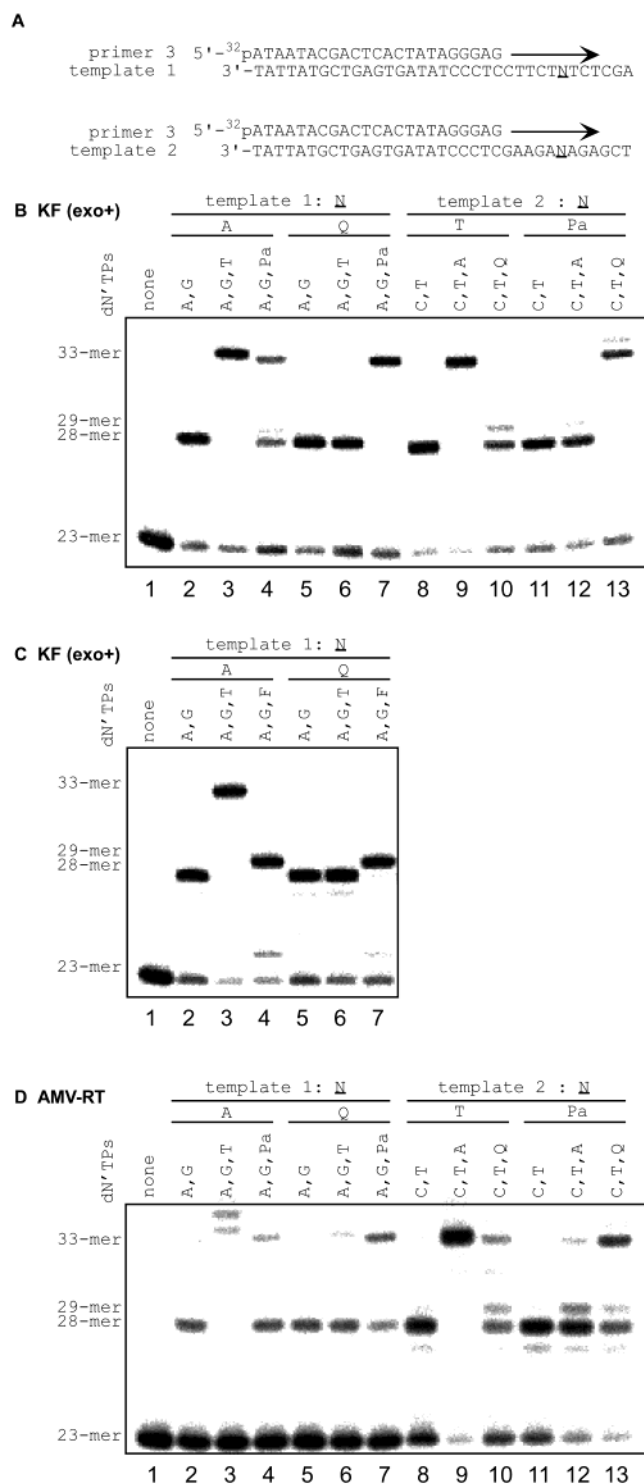 A
primer 3 5'-32pATAATACGACTCACTATAGGGAG
template 1 3'-TATTATGCTGAGTGATATCCCTCCTTCTNTCTCGA
primer 3 5'-32pATAATACGACTCACTATAGGGAG
template 2 3'-TATTATGCTGAGTGATATCCCTCGAAGANAGAGCT
B KF (exo+)
template 1: N template 2 : N
A Q T Pa
dN'TPs none A,G A,G,T A,G,Pa A,G A,G,T A,G,Pa C,T C,T,A C,T,Q C,T C,T,A C,T,Q
33-mer
29-mer
28-mer
23-mer
1 2 3 4 5 6 7 8 9 10 11 12 13
C KF (exo+)
template 1: N
A Q
dN'TPs none A,G A,G,T A,G,F A,G A,G,T A,G,F
33-mer
29-mer
28-mer
23-mer
1 2 3 4 5 6 7
D AMV-RT
template 1: N template 2 : N
A Q T Pa
dN'TPs none A,G A,G,T A,G,Pa A,G A,G,T A,G,Pa C,T C,T,A C,T,Q C,T C,T,A C,T,Q
33-mer
29-mer
28-mer
23-mer
1 2 3 4 5 6 7 8 9 10 11 12 13